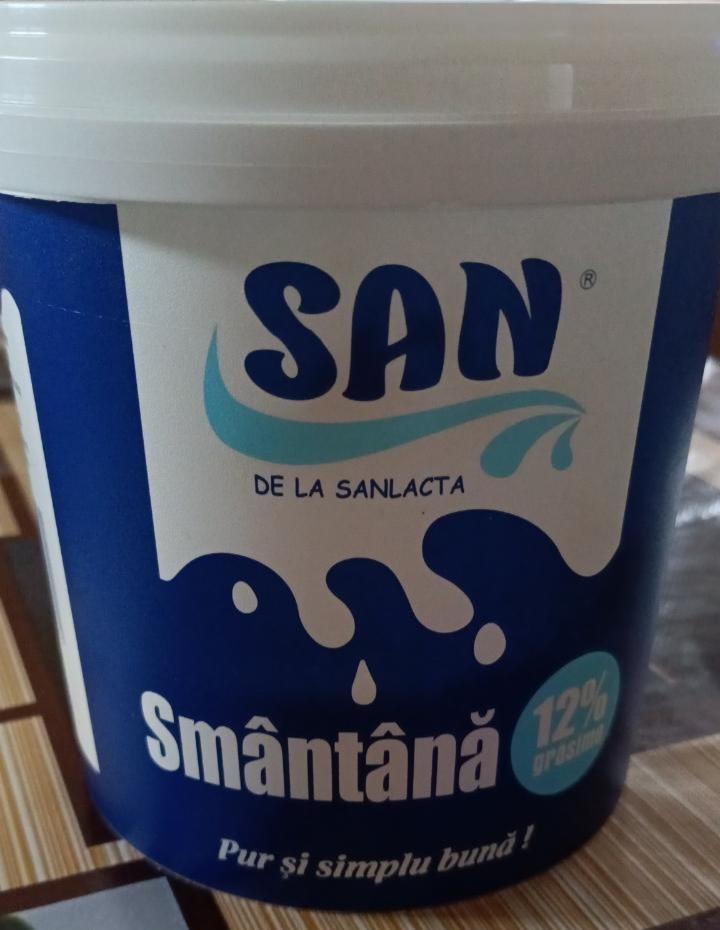 SAN ®
DE LA SANLACTA
Smântână
12%
grăsime
Pur și simplu bună !